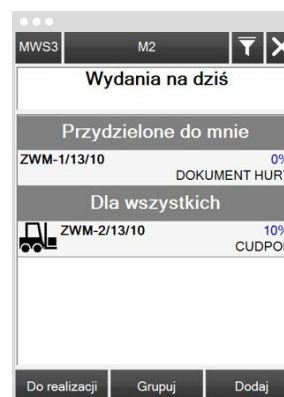 MWS3 M2
Wydania na dziś
Przydzielone do mnie
ZWM-1/13/10 0%
DOKUMENT HURT
Dla wszystkich
ZWM-2/13/10 10%
CUDPO
Do realizacji Grupuj Dodaj